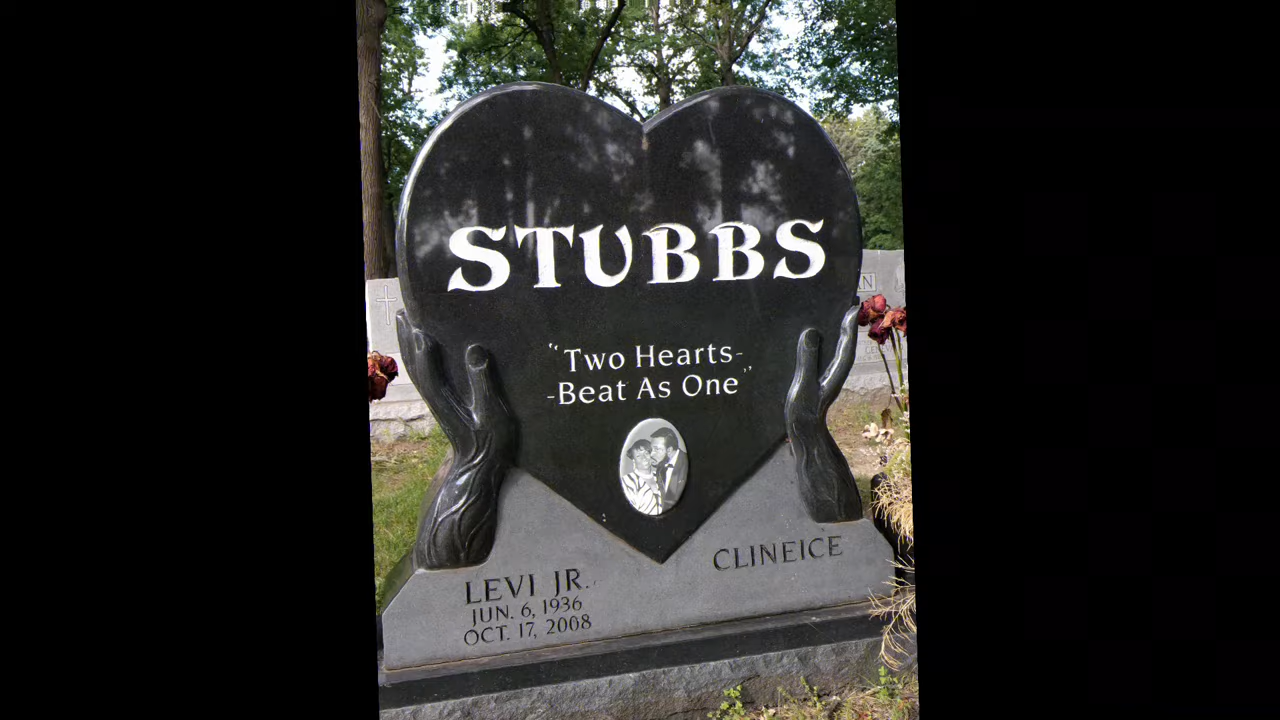 STUBBS
"Two Hearts-
-Beat As One"
LEVI JR.
JUN. 6, 1936
OCT. 17, 2008
CLINEICE